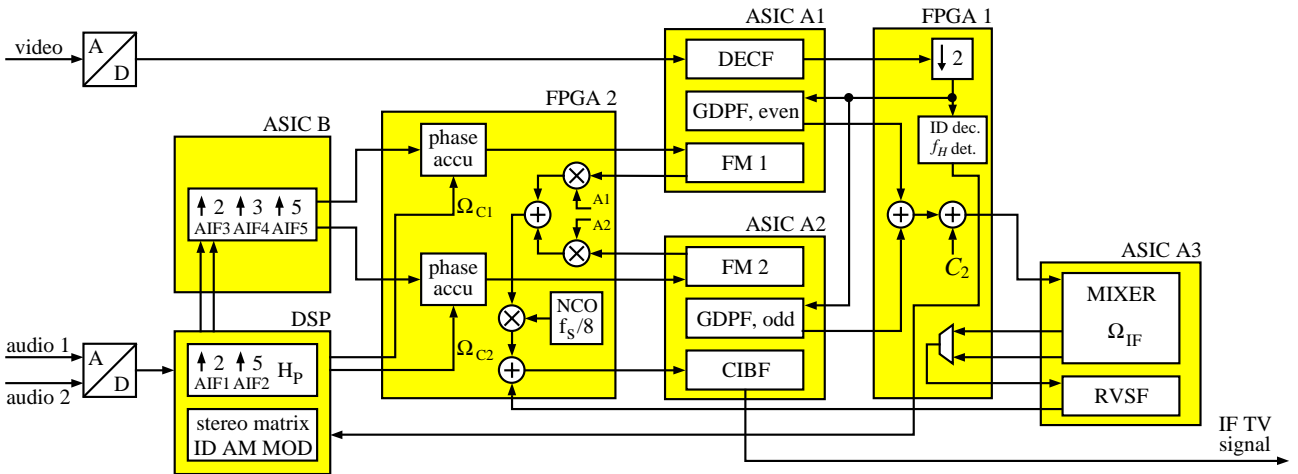 ASIC A1
FPGA 1
video
A
D
DECF
↓ 2
FPGA 2
GDPF, even
ID dec.
f_H det.
ASIC B
phase
accu
FM 1
↑ 2 ↑ 3 ↑ 5
AIF3 AIF4 AIF5
Ω_C1
A1
A2
ASIC A2
C_2
ASIC A3
phase
accu
FM 2
MIXER
Ω_IF
NCO
f_s/8
GDPF, odd
DSP
audio 1
A
D
audio 2
↑ 2 ↑ 5
AIF1 AIF2 H_P
Ω_C2
CIBF
RVSF
stereo matrix
ID AM MOD
IF TV
signal